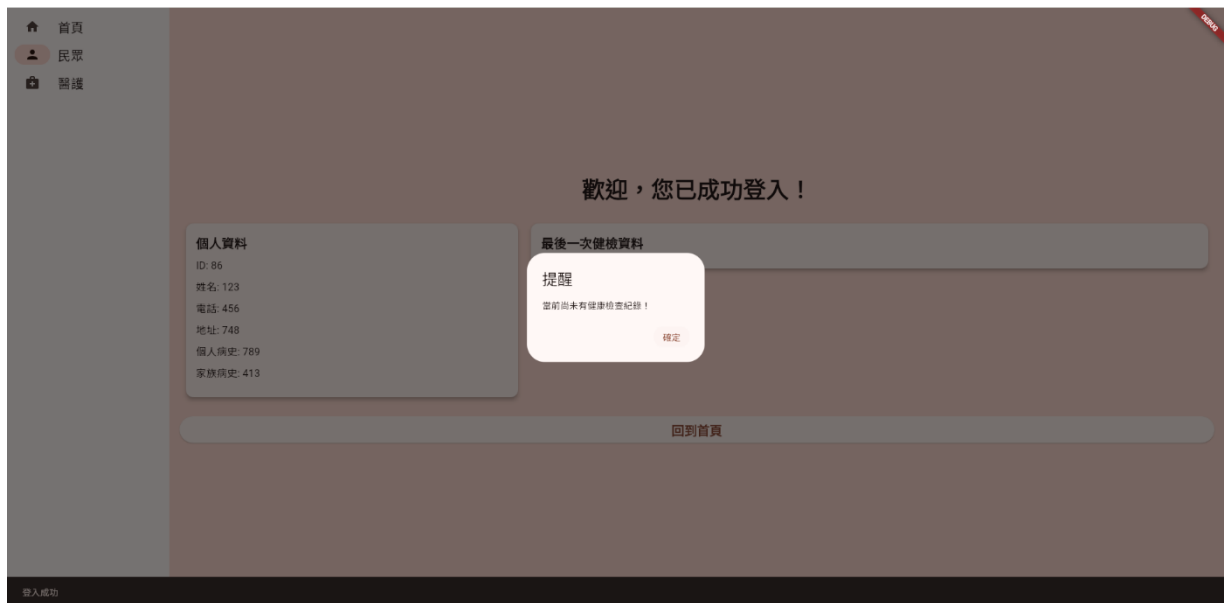 首頁
民眾
醫護
DEBUG
歡迎，您已成功登入！
個人資料
ID: 86
姓名: 123
電話: 456
地址: 748
個人病史: 789
家族病史: 413
最後一次健檢資料
提醒
當前尚未有健康檢查紀錄！
確定
回到首頁
登入成功